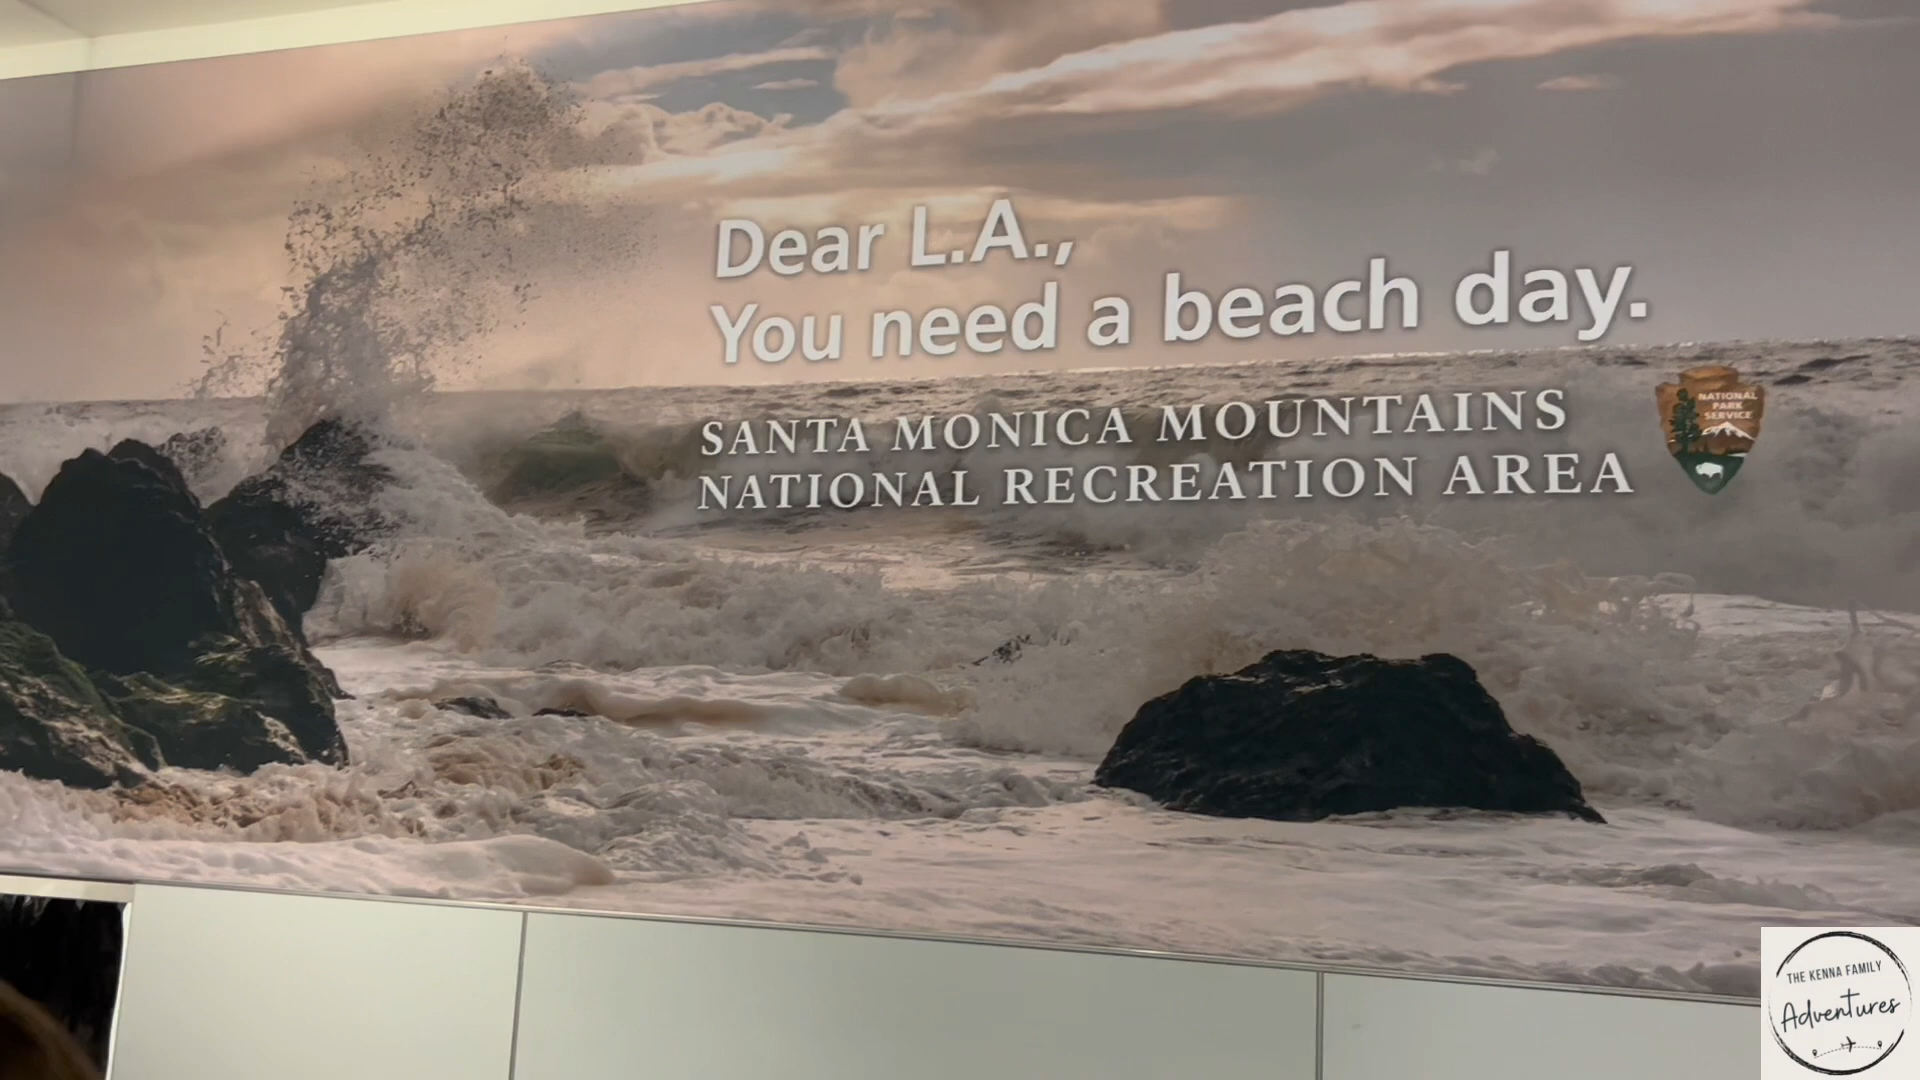 Dear L.A.,
You need a beach day.
SANTA MONICA MOUNTAINS
NATIONAL RECREATION AREA
NATIONAL
PARK
SERVICE
THE KENNA FAMILY
Adventures